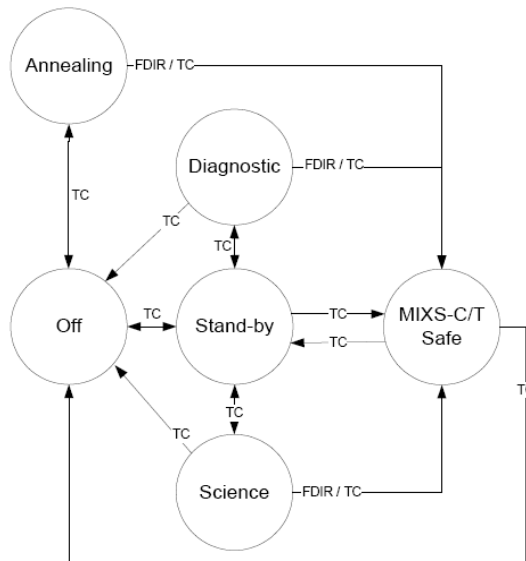 Annealing
FDIR / TC
TC
Diagnostic
FDIR / TC
TC
TC
Off
TC
Stand-by
TC
TC
MIXS-C/T
Safe
TC
TC
TC
Science
FDIR / TC